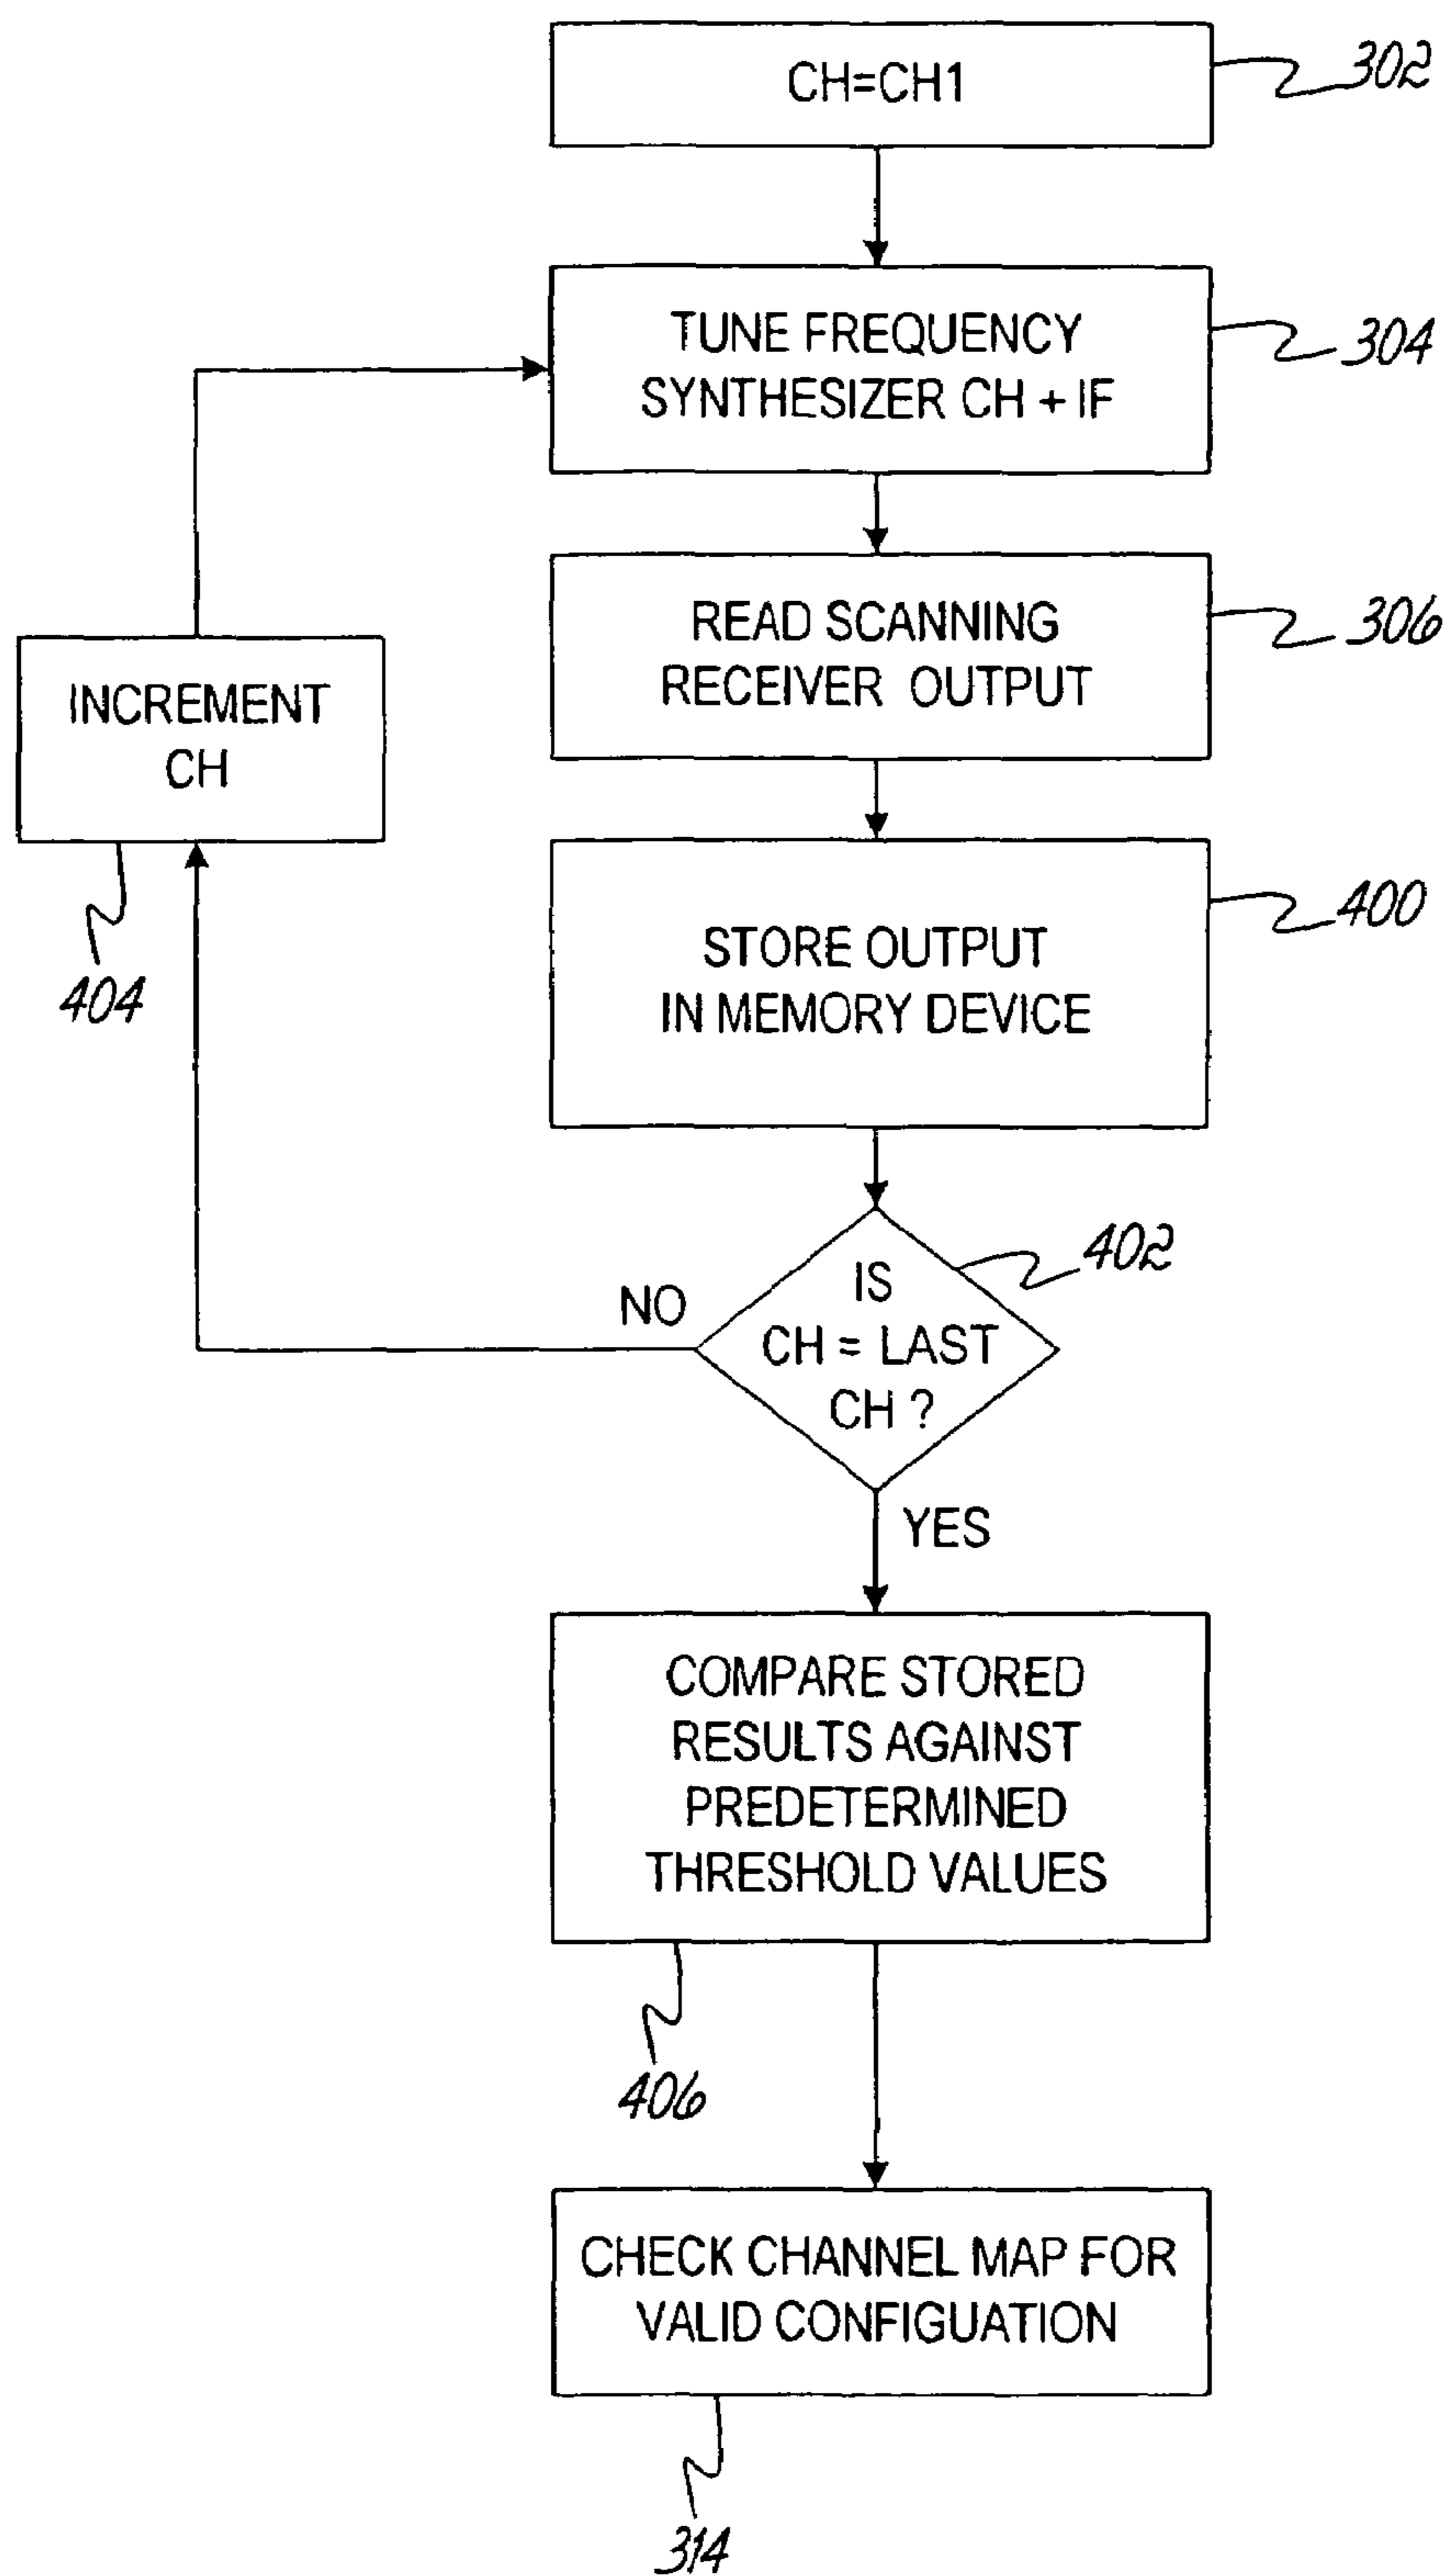 CH=CH1
302
TUNE FREQUENCY
SYNTHESIZER CH + IF
304
READ SCANNING
RECEIVER OUTPUT
306
INCREMENT
CH
404
STORE OUTPUT
IN MEMORY DEVICE
400
IS
CH = LAST
CH ?
402
NO
YES
COMPARE STORED
RESULTS AGAINST
PREDETERMINED
THRESHOLD VALUES
406
CHECK CHANNEL MAP FOR
VALID CONFIGUATION
314